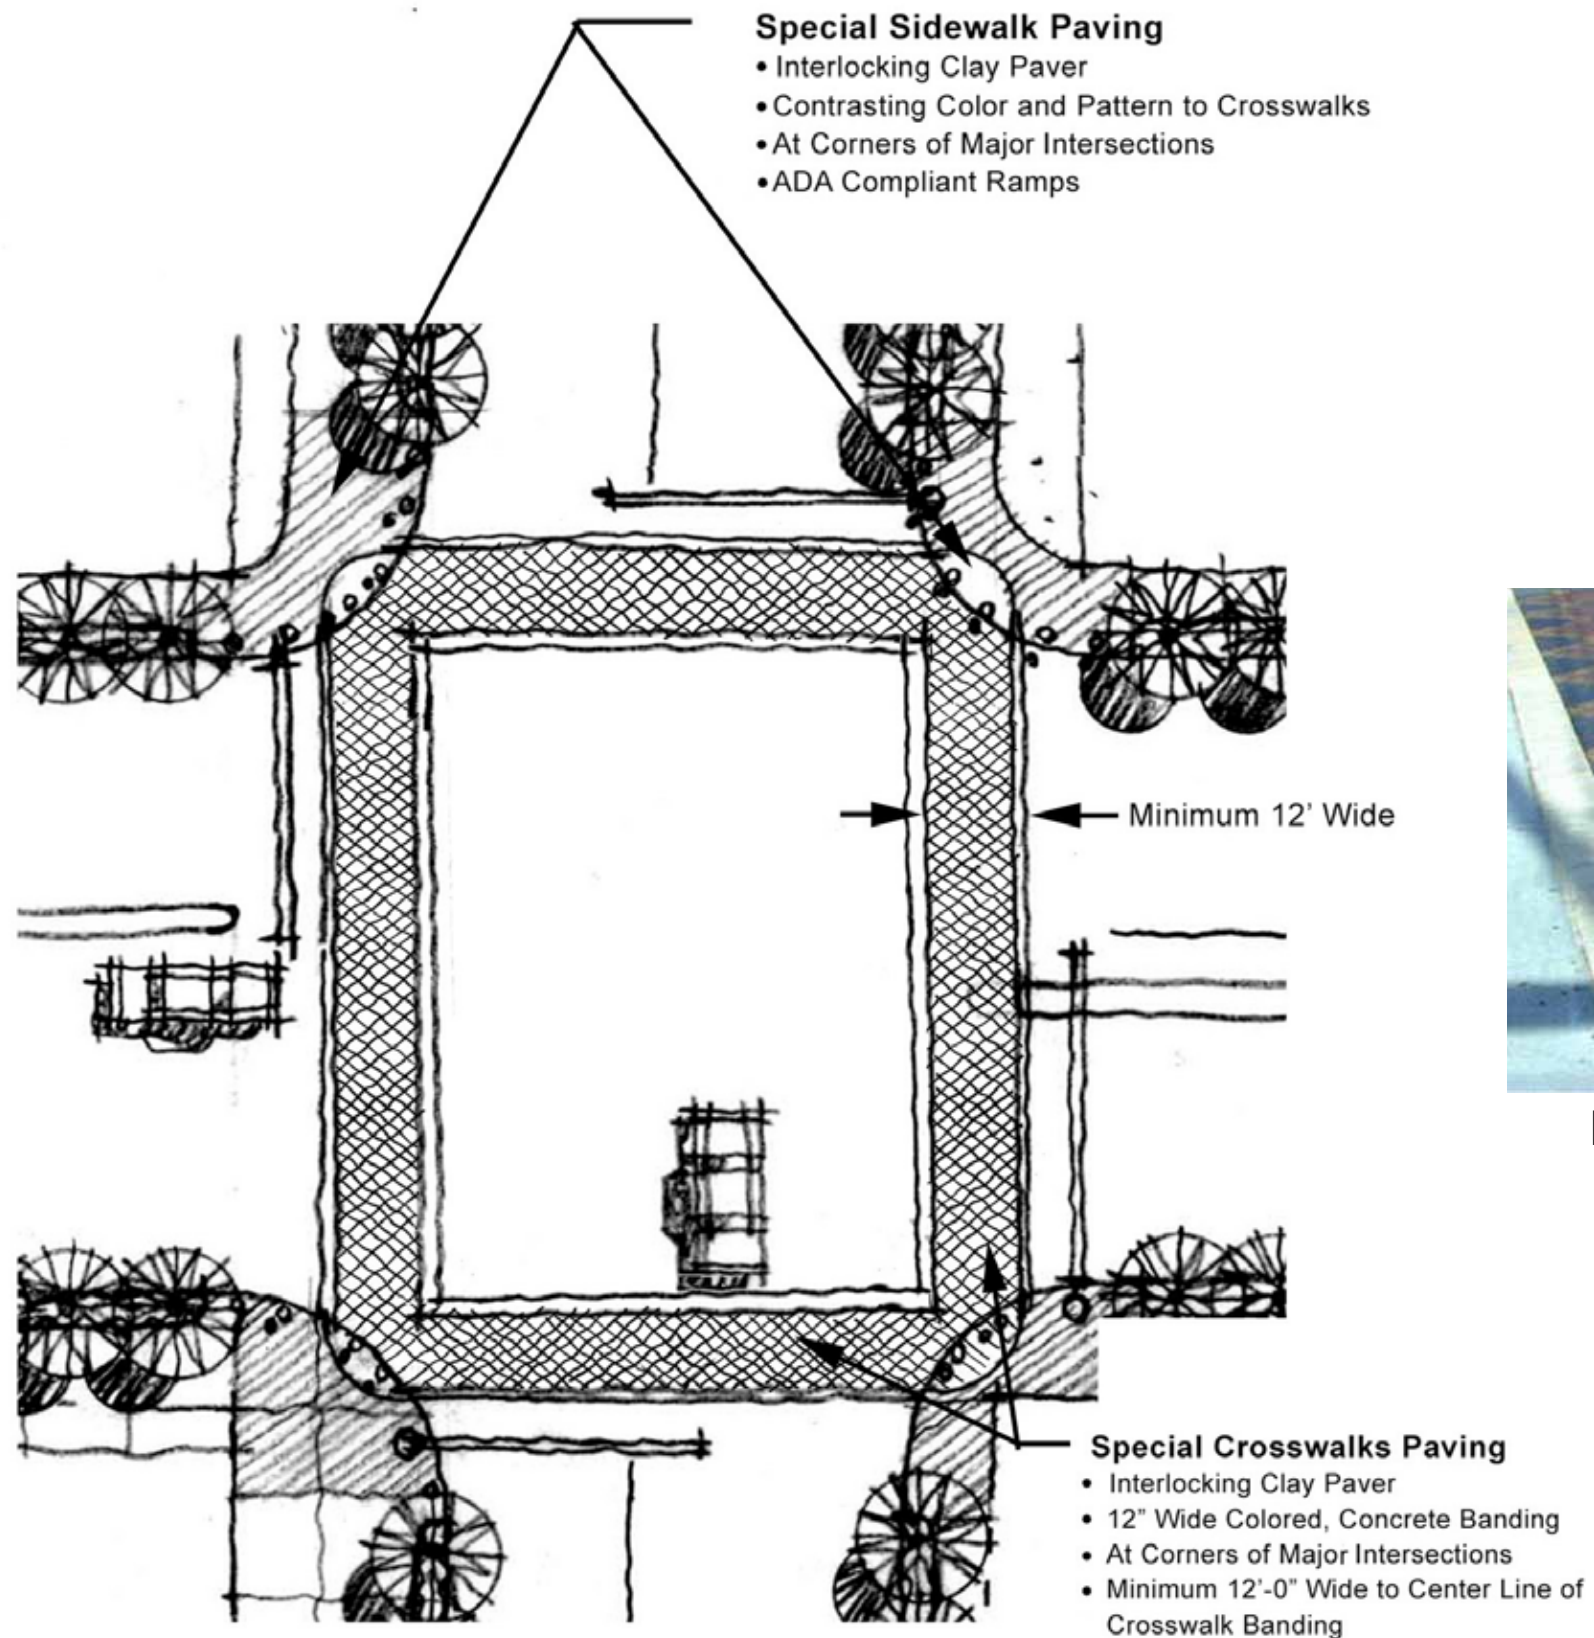 Special Sidewalk Paving
• Interlocking Clay Paver
• Contrasting Color and Pattern to Crosswalks
• At Corners of Major Intersections
• ADA Compliant Ramps
Minimum 12’ Wide
Special Crosswalks Paving
• Interlocking Clay Paver
• 12” Wide Colored, Concrete Banding
• At Corners of Major Intersections
• Minimum 12’-0” Wide to Center Line of
Crosswalk Banding